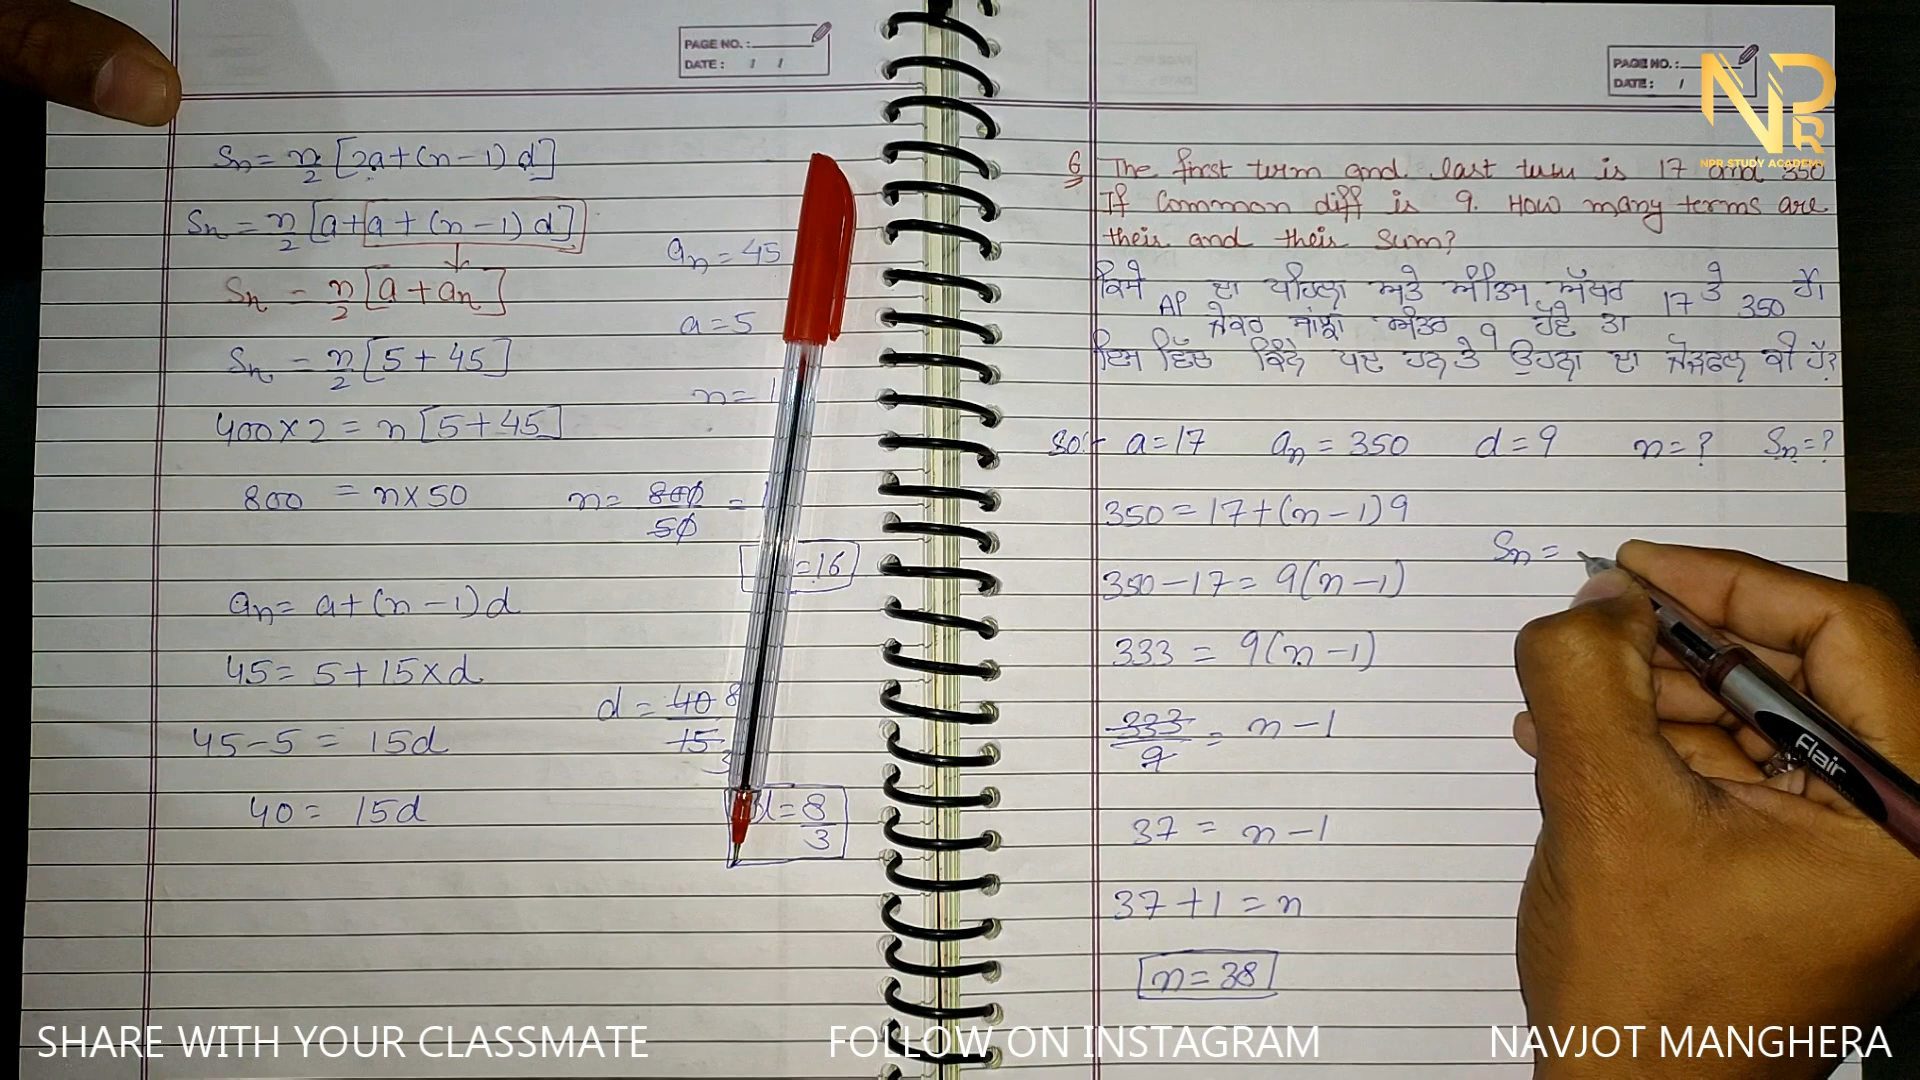 PAGE NO.:
DATE: / /
Sn = n/2 [2a+(n-1)d]
Sn = n/2 [a+a+(n-1)d]
Sn = n/2 [a+an]
Sn = n/2 [5+45]
400×2 = n[5+45]
800 = n×50
an = a+(n-1)d
45 = 5+15×d
45-5 = 15d
40 = 15d
an = 45
a = 5
n = 1
n = 800/50 = 1
=16
d = 40 8
15 3
d = 8/3
PAGE NO.:
DATE: /
NPR
NPR STUDY ACADEMY
6 The first term and last term is 17 and 350
If Common diff is 9. How many terms are
their and their Sum?
ਕਿਸੇ AP ਦਾ ਪਹਿਲਾ ਅਤੇ ਅੰਤਿਮ 17 ਤੇ 350 ਹੈ।
ਜੇਕਰ ਸਾਂਝਾ ਅੰਤਰ 9 ਹੋਵੇ ਤਾਂ
ਇਸ ਵਿੱਚ ਕਿੰਨੇ ਪਦ ਹਨ ਤੇ ਉਹਨਾਂ ਦਾ ਜੋੜਫਲ ਕੀ ਹੈ?
Sol:- a=17 an=350 d=9 n=? Sn=?
350=17+(n-1)9
350-17=9(n-1)
333 = 9(n-1)
333/9 = n-1
37 = n-1
37+1=n
n=38
Sn =
Flair
SHARE WITH YOUR CLASSMATE
FOLLOW ON INSTAGRAM
NAVJOT MANGHERA